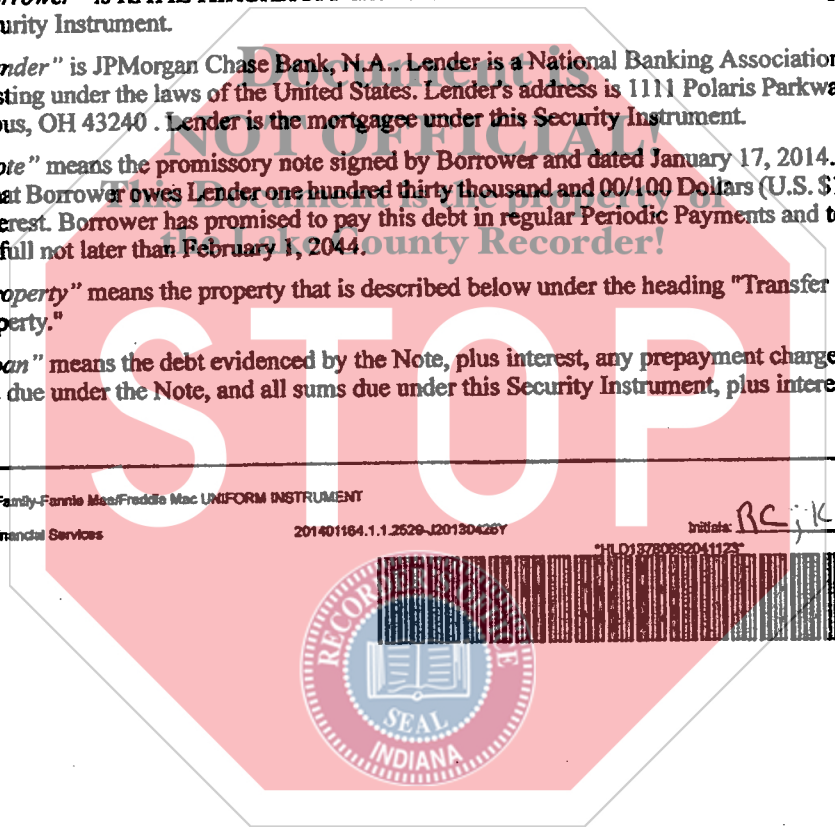 urity Instrument.
nder" is JPMorgan Chase Bank, N.A.. Lender is a National Banking Association
sting under the laws of the United States. Lender's address is 1111 Polaris Parkwa
ous, OH 43240 . Lender is the mortgagee under this Security Instrument.
ote" means the promissory note signed by Borrower and dated January 17, 2014.
at Borrower owes Lender one hundred thirty thousand and 00/100 Dollars (U.S. $1
erest. Borrower has promised to pay this debt in regular Periodic Payments and t
full not later than February 1, 2044.
operty" means the property that is described below under the heading "Transfer
perty."
oan" means the debt evidenced by the Note, plus interest, any prepayment charge
due under the Note, and all sums due under this Security Instrument, plus intere
Document is
NOT OFFICIAL!
This Document is the property of
the Lake County Recorder!
STOP
Family-Fannie Mae/Freddie Mac UNIFORM INSTRUMENT
nancial Services
201401164.1.1.2529-J20130426Y
Initials: RC ; K
*HLD13780892041123*
RECORDER'S OFFICE
SEAL
INDIANA